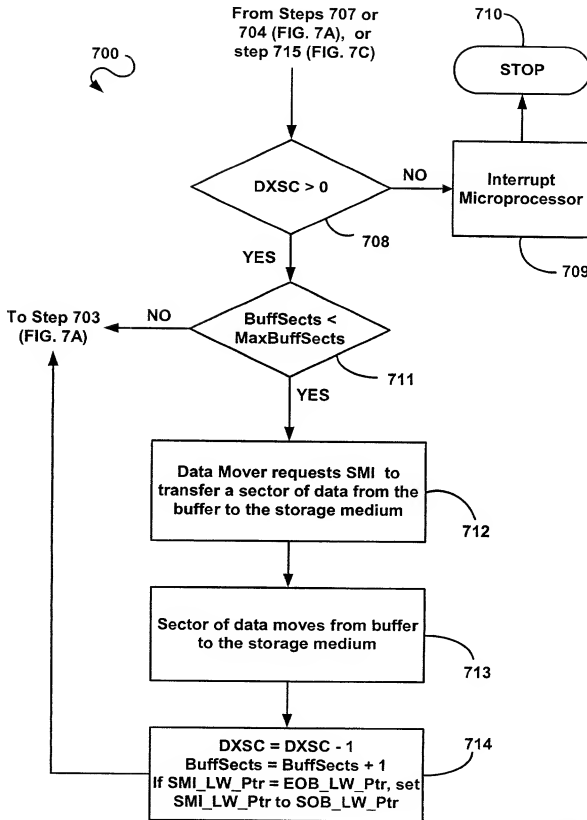 From Steps 707 or
704 (FIG. 7A), or
step 715 (FIG. 7C)
700
710
STOP
DXSC > 0
NO
708
Interrupt
Microprocessor
709
YES
To Step 703
(FIG. 7A)
NO
BuffSects <
MaxBuffSects
711
YES
Data Mover requests SMI to
transfer a sector of data from the
buffer to the storage medium
712
Sector of data moves from buffer
to the storage medium
713
DXSC = DXSC - 1
BuffSects = BuffSects + 1
If SMI_LW_Ptr = EOB_LW_Ptr, set
SMI_LW_Ptr to SOB_LW_Ptr
714